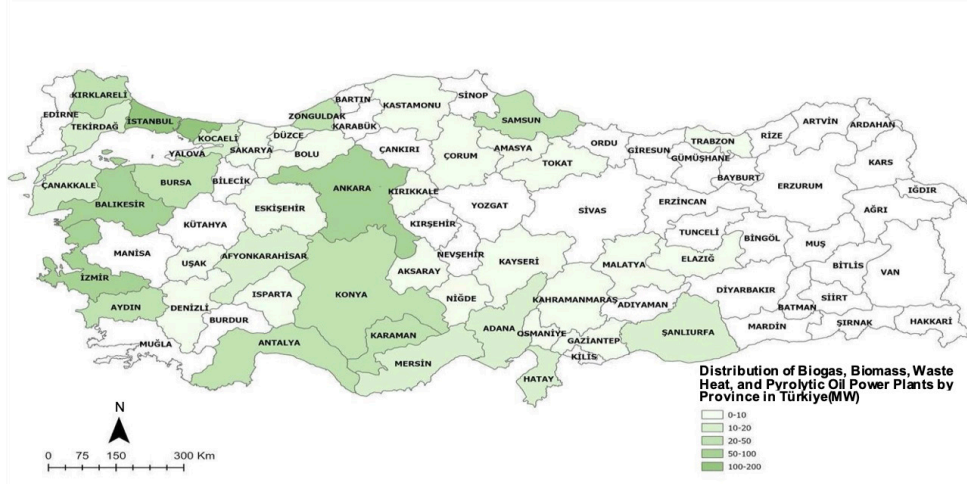 SİNOP
KIRKLARELİ
BARTIN
KASTAMONU
EDİRNE
ZONGULDAK
SAMSUN
ARTVİN
ARDAHAN
TEKİRDAĞ
İSTANBUL
KARABÜK
KOCAELİ
DÜZCE
RİZE
TRABZON
ORDU
GİRESUN
YALOVA
SAKARYA
BOLU
ÇANKIRI
ÇORUM
AMASYA
TOKAT
GÜMÜŞHANE
KARS
BAYBURT
ÇANAKKALE
BURSA
BİLECİK
ANKARA
KIRIKKALE
ERZURUM
IĞDIR
BALIKESİR
ESKİŞEHİR
YOZGAT
SİVAS
ERZİNCAN
AĞRI
KÜTAHYA
KIRŞEHİR
TUNCELİ
BİNGÖL
MUŞ
MANİSA
UŞAK
AFYONKARAHİSAR
NEVŞEHİR
KAYSERİ
MALATYA
ELAZIĞ
BİTLİS
VAN
İZMİR
AKSARAY
DİYARBAKIR
SİİRT
AYDIN
DENİZLİ
ISPARTA
KONYA
NİĞDE
KAHRAMANMARAŞ
ADIYAMAN
BATMAN
BURDUR
MARDİN
ŞIRNAK
HAKKARİ
MUĞLA
ANTALYA
KARAMAN
ADANA
OSMANİYE
GAZİANTEP
ŞANLIURFA
MERSİN
KİLİS
HATAY
Distribution of Biogas, Biomass, Waste
Heat, and Pyrolytic Oil Power Plants by
Province in Türkiye(MW)
0-10
10-20
20-50
50-100
100-200
N
0 75 150 300 Km